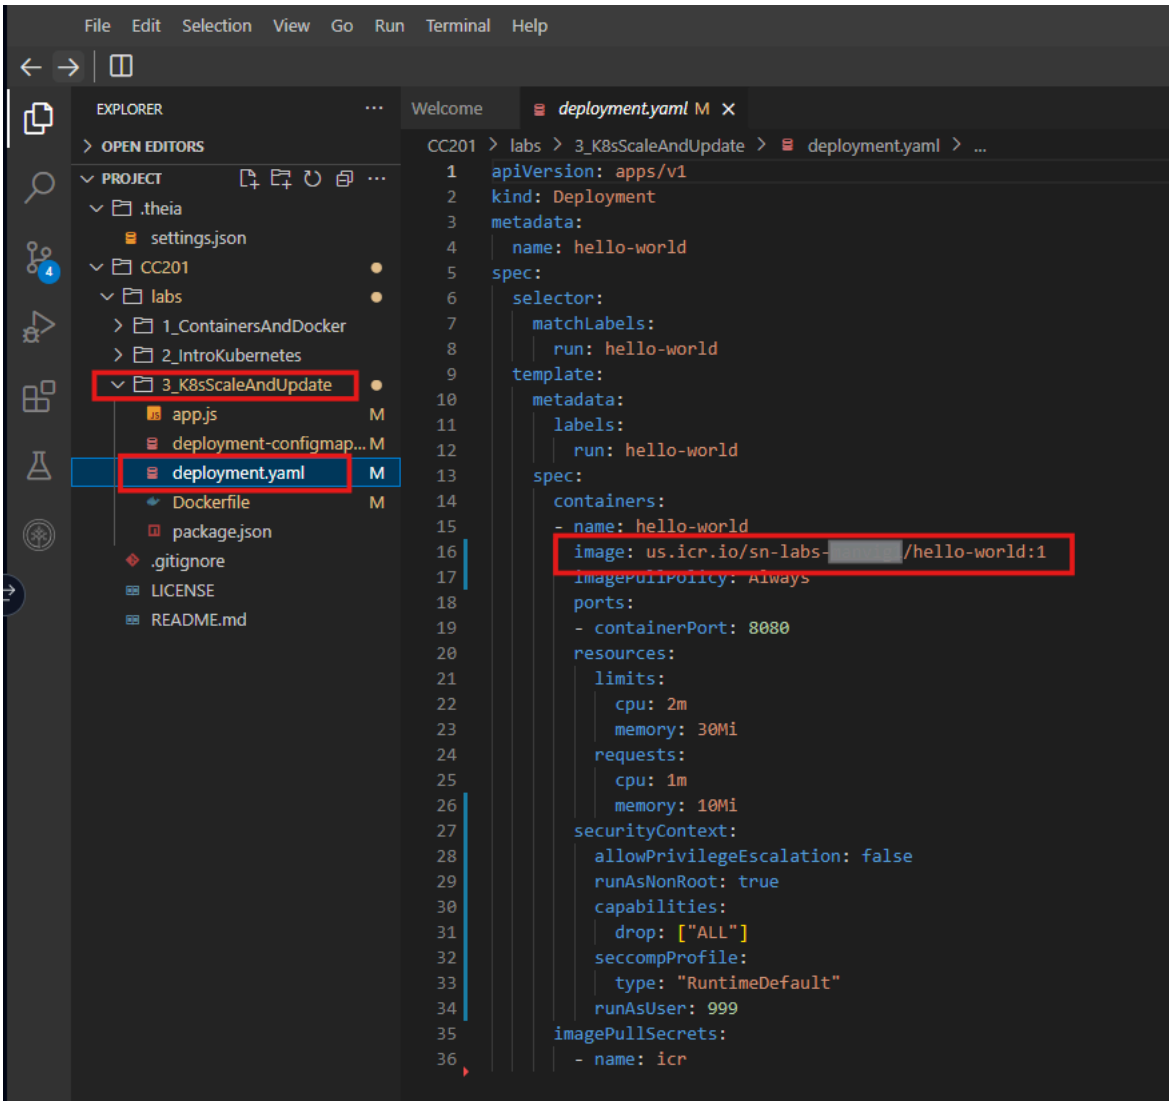 File Edit Selection View Go Run Terminal Help
EXPLORER
OPEN EDITORS
PROJECT
.theia
settings.json
4
CC201
labs
1_ContainersAndDocker
2_IntroKubernetes
3_K8sScaleAndUpdate
JS app.js M
deployment-configmap... M
deployment.yaml M
Dockerfile M
package.json
.gitignore
LICENSE
README.md
Welcome deployment.yaml M
CC201 > labs > 3_K8sScaleAndUpdate > deployment.yaml > ...
1 apiVersion: apps/v1
2 kind: Deployment
3 metadata:
4 name: hello-world
5 spec:
6 selector:
7 matchLabels:
8 run: hello-world
9 template:
10 metadata:
11 labels:
12 run: hello-world
13 spec:
14 containers:
15 - name: hello-world
16 image: us.icr.io/sn-labs- /hello-world:1
17 imagePullPolicy: Always
18 ports:
19 - containerPort: 8080
20 resources:
21 limits:
22 cpu: 2m
23 memory: 30Mi
24 requests:
25 cpu: 1m
26 memory: 10Mi
27 securityContext:
28 allowPrivilegeEscalation: false
29 runAsNonRoot: true
30 capabilities:
31 drop: ["ALL"]
32 seccompProfile:
33 type: "RuntimeDefault"
34 runAsUser: 999
35 imagePullSecrets:
36 - name: icr